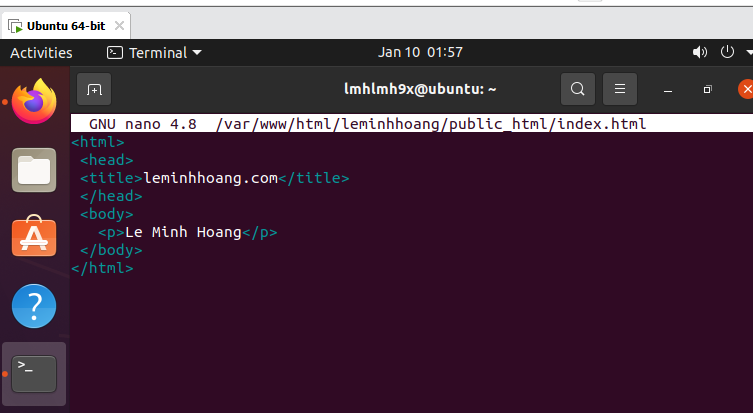 Ubuntu 64-bit
Activities Terminal Jan 10 01:57
lmhlmh9x@ubuntu: ~
GNU nano 4.8 /var/www/html/leminhhoang/public_html/index.html
<html>
<head>
<title>leminhhoang.com</title>
</head>
<body>
<p>Le Minh Hoang</p>
</body>
</html>